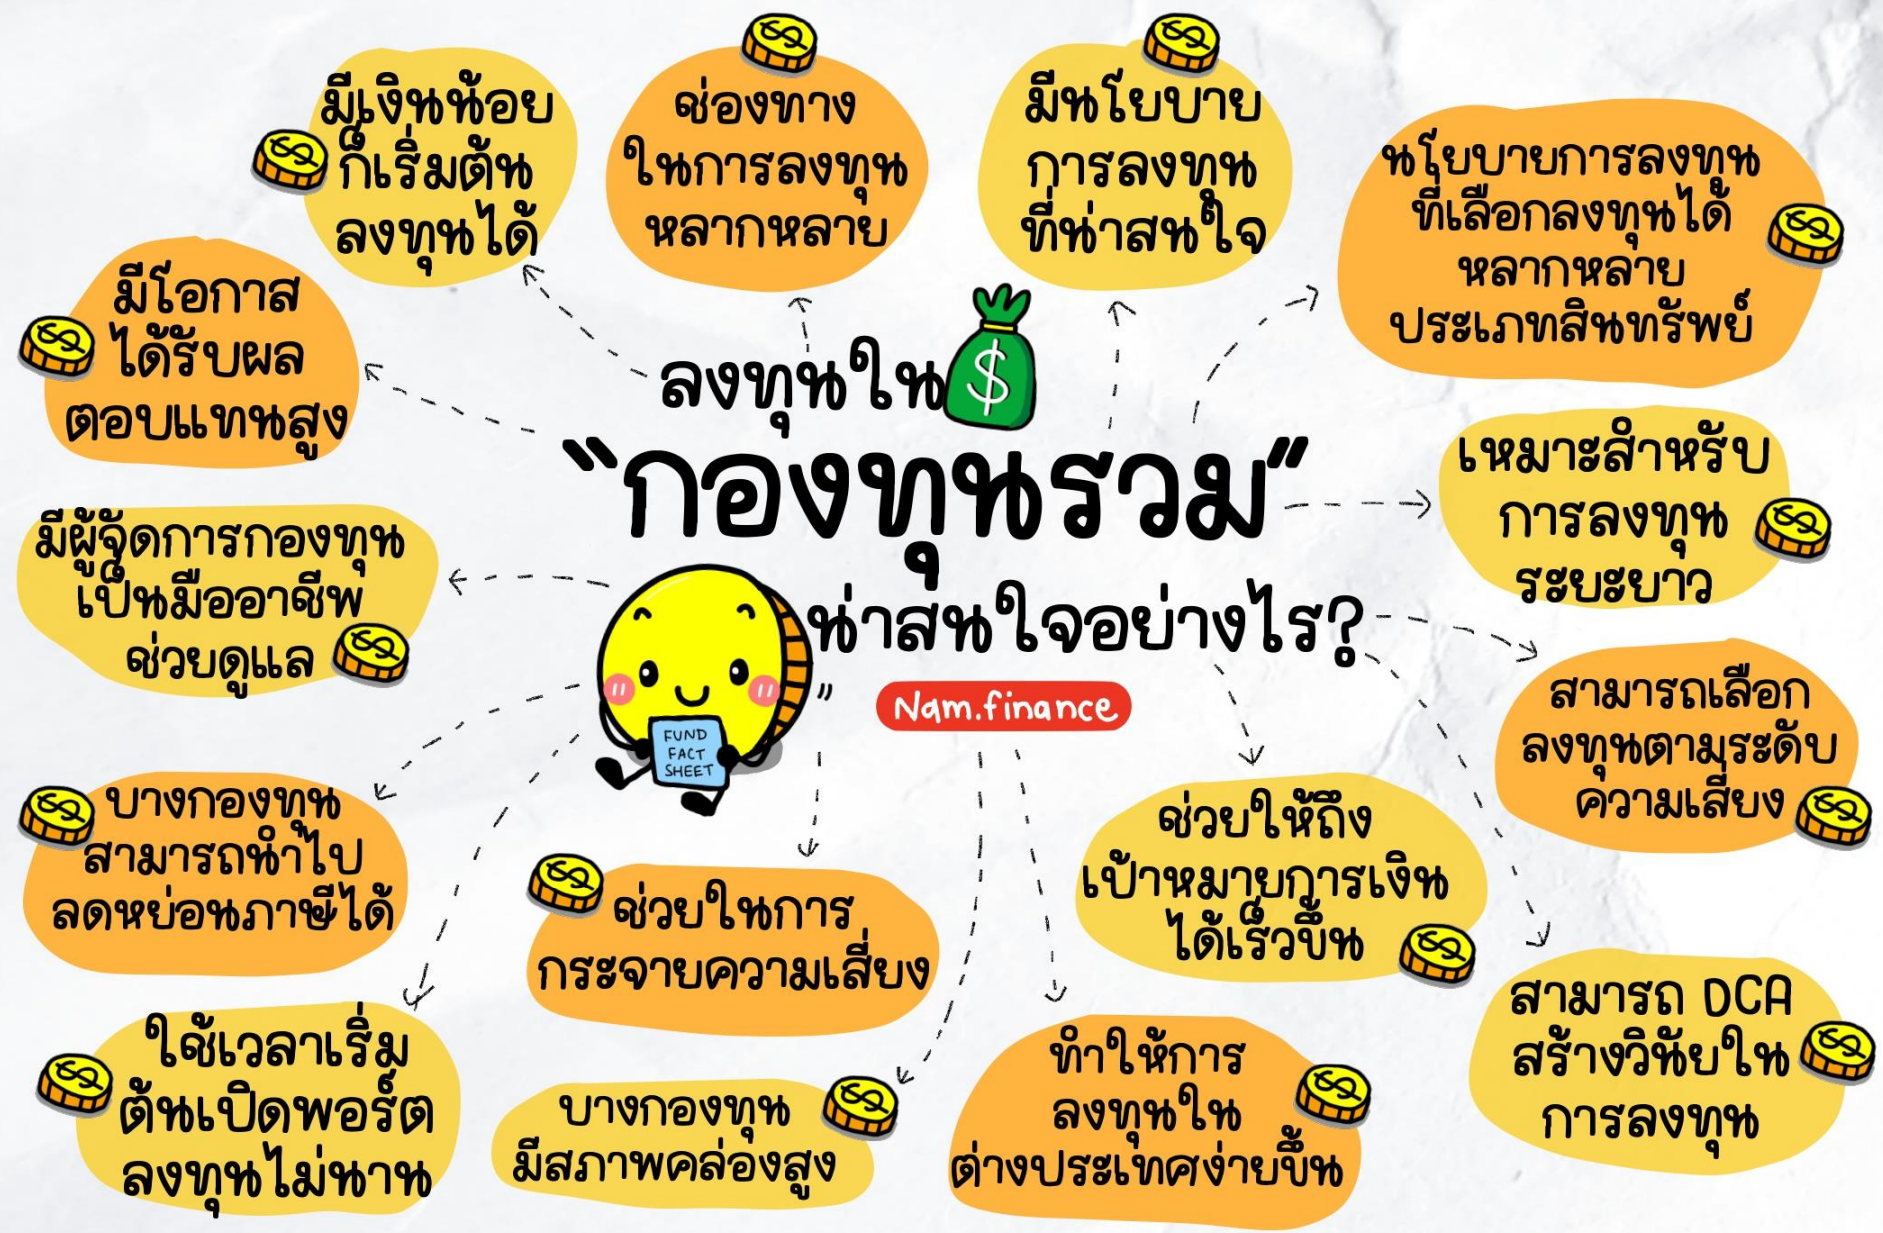 ลงทุนใน
"กองทุนรวม"
น่าสนใจอย่างไร?
Nam.finance
FUND
FACT
SHEET
มีเงินน้อย
ก็เริ่มต้น
ลงทุนได้
ช่องทาง
ในการลงทุน
หลากหลาย
มีนโยบาย
การลงทุน
ที่น่าสนใจ
นโยบายการลงทุน
ที่เลือกลงทุนได้
หลากหลาย
ประเภทสินทรัพย์
มีโอกาส
ได้รับผล
ตอบแทนสูง
เหมาะสำหรับ
การลงทุน
ระยะยาว
มีผู้จัดการกองทุน
เป็นมืออาชีพ
ช่วยดูแล
สามารถเลือก
ลงทุนตามระดับ
ความเสี่ยง
บางกองทุน
สามารถนำไป
ลดหย่อนภาษีได้
ช่วยในการ
กระจายความเสี่ยง
ช่วยให้ถึง
เป้าหมายการเงิน
ได้เร็วขึ้น
ใช้เวลาเริ่ม
ต้นเปิดพอร์ต
ลงทุนไม่นาน
บางกองทุน
มีสภาพคล่องสูง
ทำให้การ
ลงทุนใน
ต่างประเทศง่ายขึ้น
สามารถ DCA
สร้างวินัยใน
การลงทุน